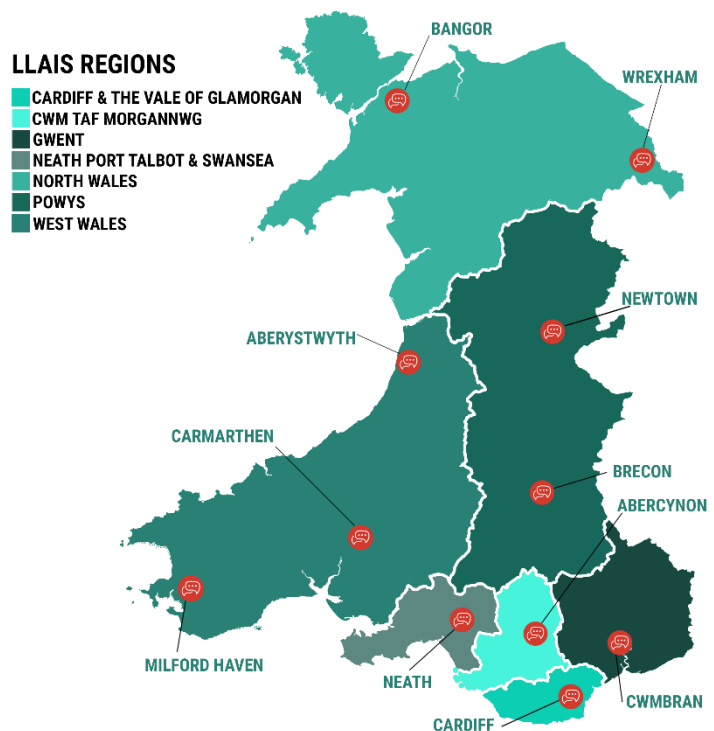 LLAIS REGIONS
CARDIFF & THE VALE OF GLAMORGAN
CWM TAF MORGANNWG
GWENT
NEATH PORT TALBOT & SWANSEA
NORTH WALES
POWYS
WEST WALES
BANGOR
WREXHAM
NEWTOWN
ABERYSTWYTH
CARMARTHEN
BRECON
ABERCYNON
MILFORD HAVEN
NEATH
CWMBRAN
CARDIFF